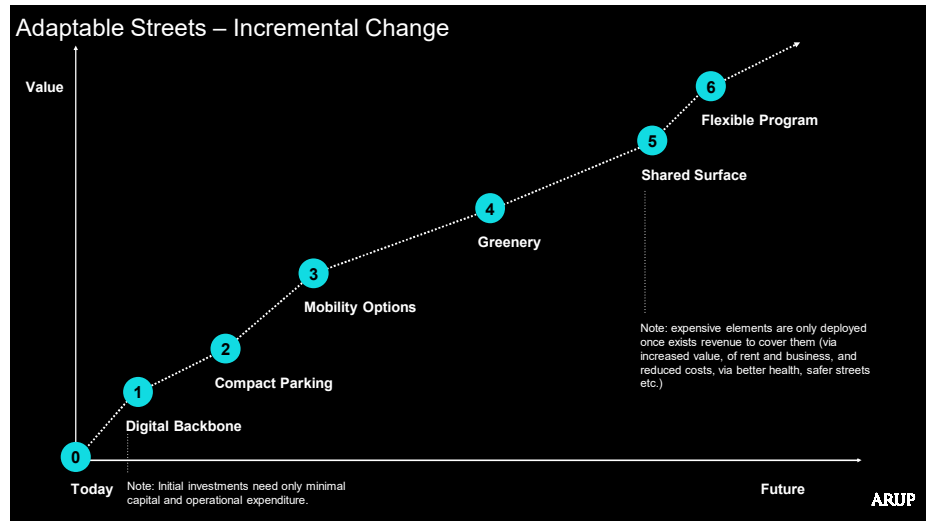 Adaptable Streets – Incremental Change
Value
6
Flexible Program
5
Shared Surface
4
Greenery
3
Mobility Options
Note: expensive elements are only deployed
once exists revenue to cover them (via
increased value, of rent and business, and
reduced costs, via better health, safer streets
etc.)
2
Compact Parking
1
Digital Backbone
0
Today
Note: Initial investments need only minimal
capital and operational expenditure.
Future
ARUP